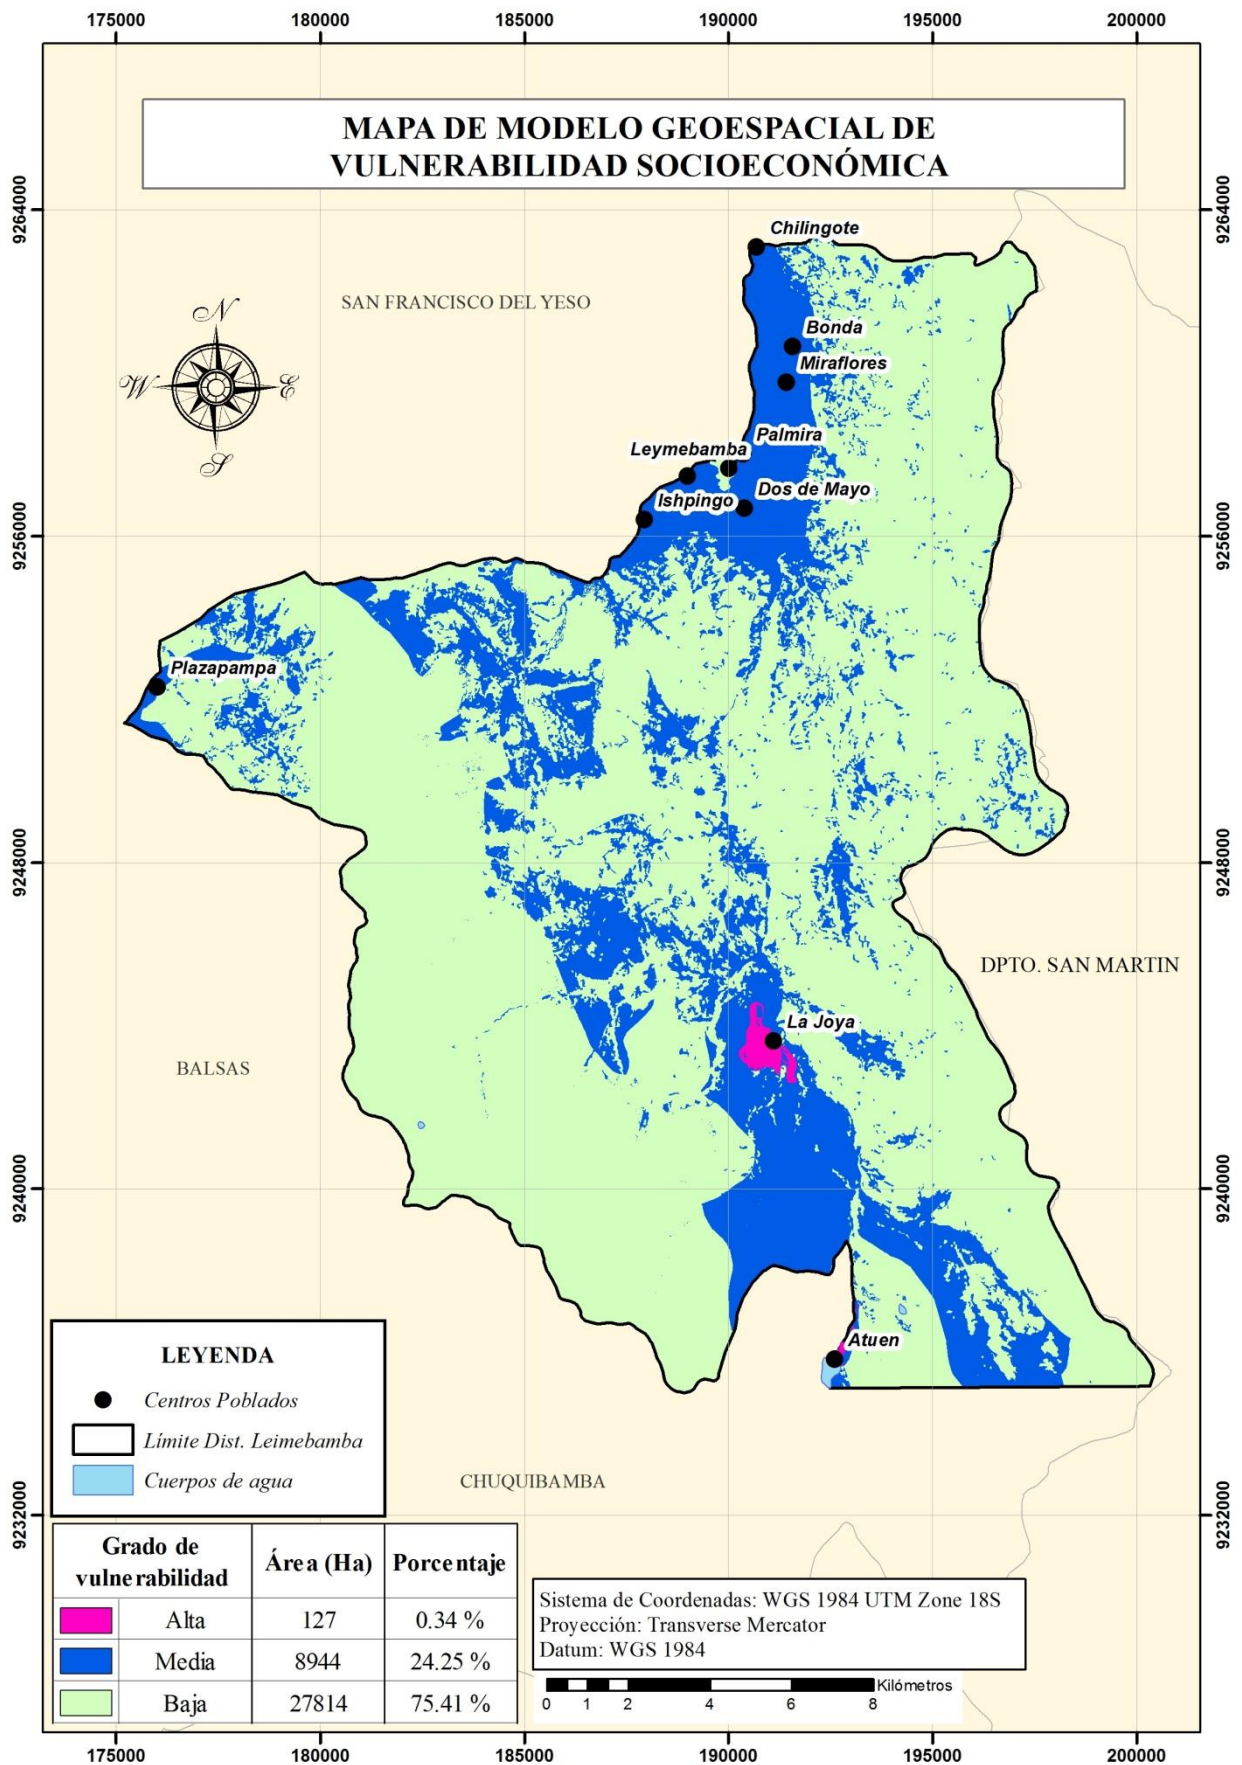 175000 180000 185000 190000 195000 200000
MAPA DE MODELO GEOESPACIAL DE
VULNERABILIDAD SOCIOECONÓMICA
9264000 9264000
Chilingote
SAN FRANCISCO DEL YESO
N
Bonda
W E
Miraflores
Palmira
Leymebamba
S
Dos de Mayo
Ishpingo
9256000 9256000
Plazapampa
9248000 9248000
DPTO. SAN MARTIN
La Joya
BALSAS
9240000 9240000
Atuen
LEYENDA
Centros Poblados
Límite Dist. Leimebamba
Cuerpos de agua
CHUQUIBAMBA
9232000 9232000
Grado de
vulnerabilidad Área (Ha) Porcentaje
Alta 127 0.34 %
Media 8944 24.25 %
Baja 27814 75.41 %
Sistema de Coordenadas: WGS 1984 UTM Zone 18S
Proyección: Transverse Mercator
Datum: WGS 1984
Kilómetros
0 1 2 4 6 8
175000 180000 185000 190000 195000 200000